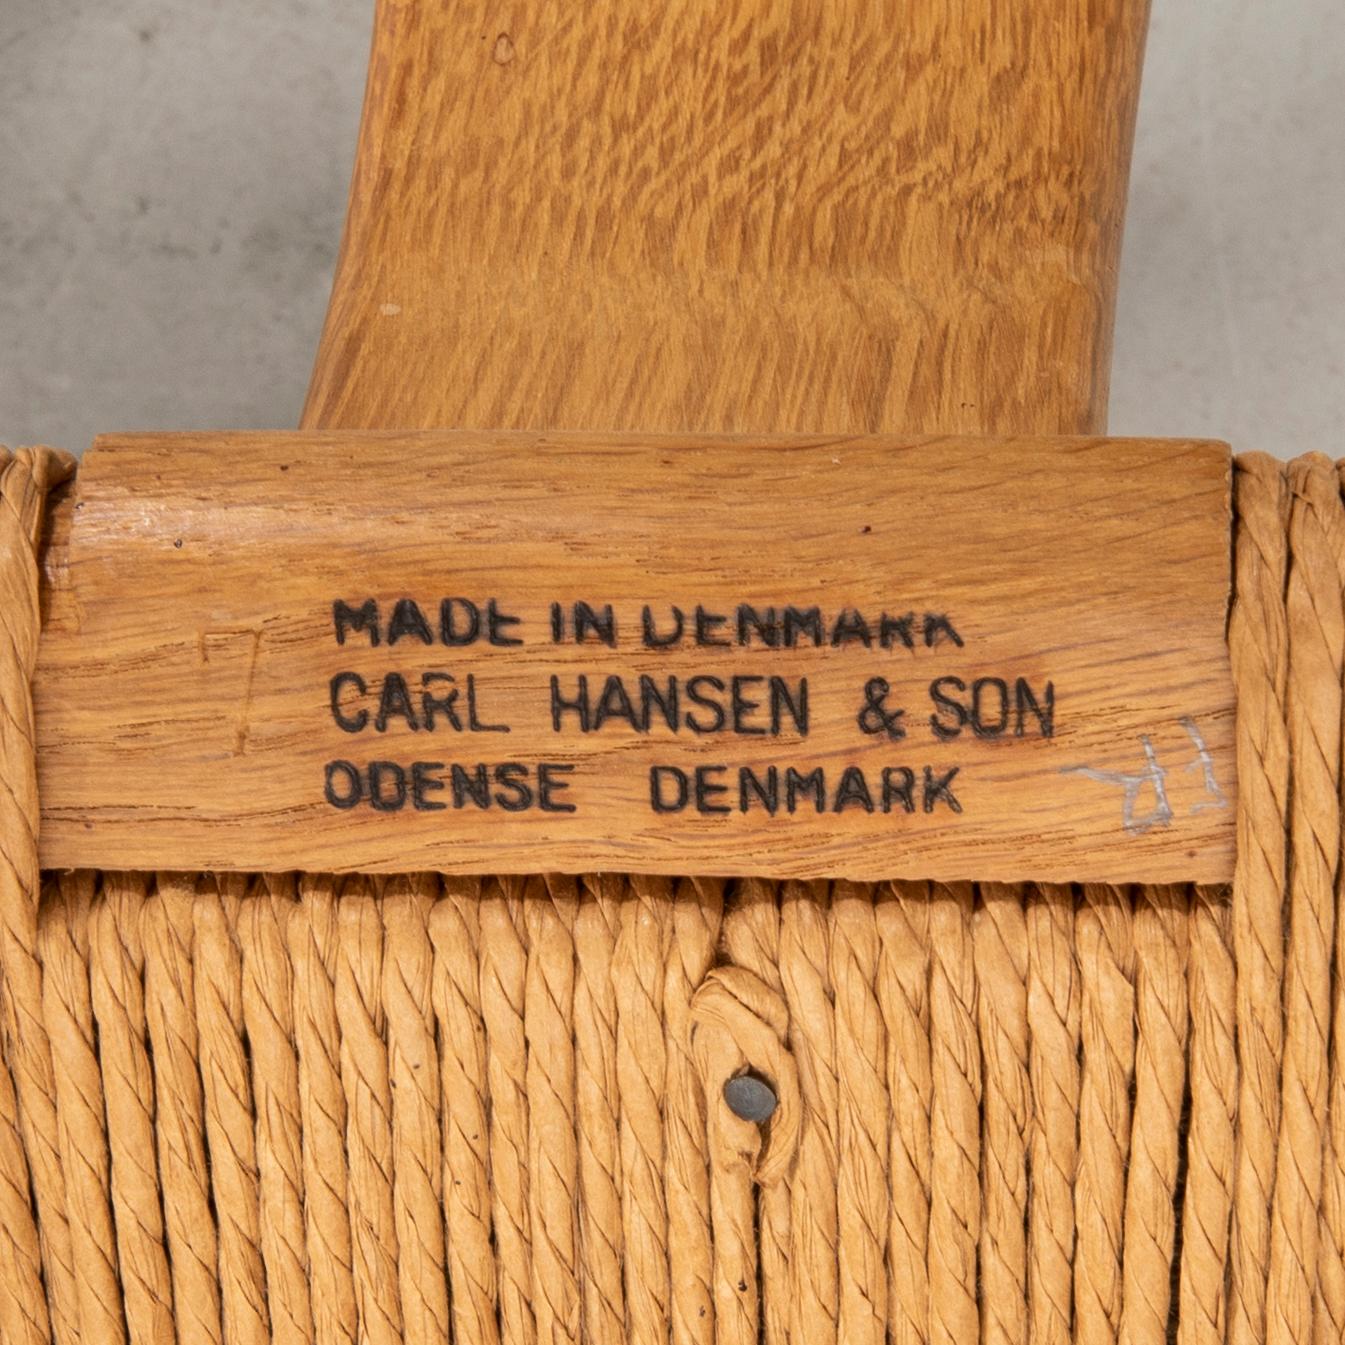 MADE IN DENMARK
CARL HANSEN & SON
ODENSE DENMARK